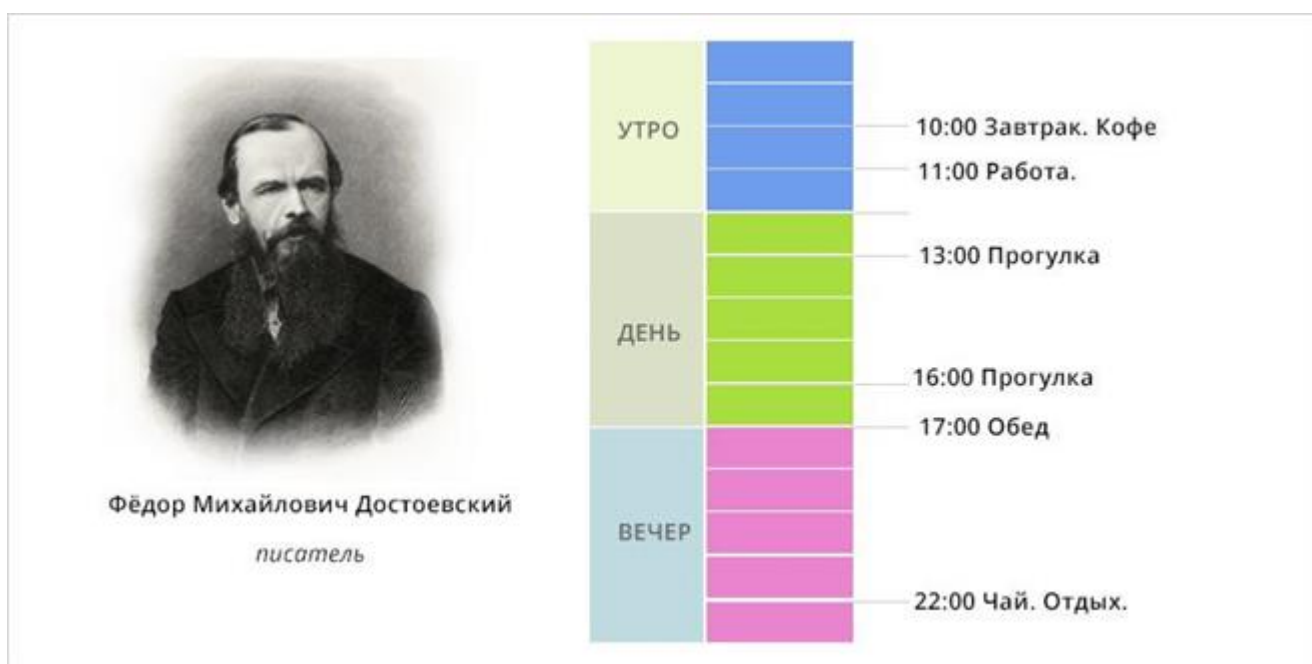 Фёдор Михайлович Достоевский
писатель
УТРО
10:00 Завтрак. Кофе
11:00 Работа.
ДЕНЬ
13:00 Прогулка
16:00 Прогулка
17:00 Обед
ВЕЧЕР
22:00 Чай. Отдых.